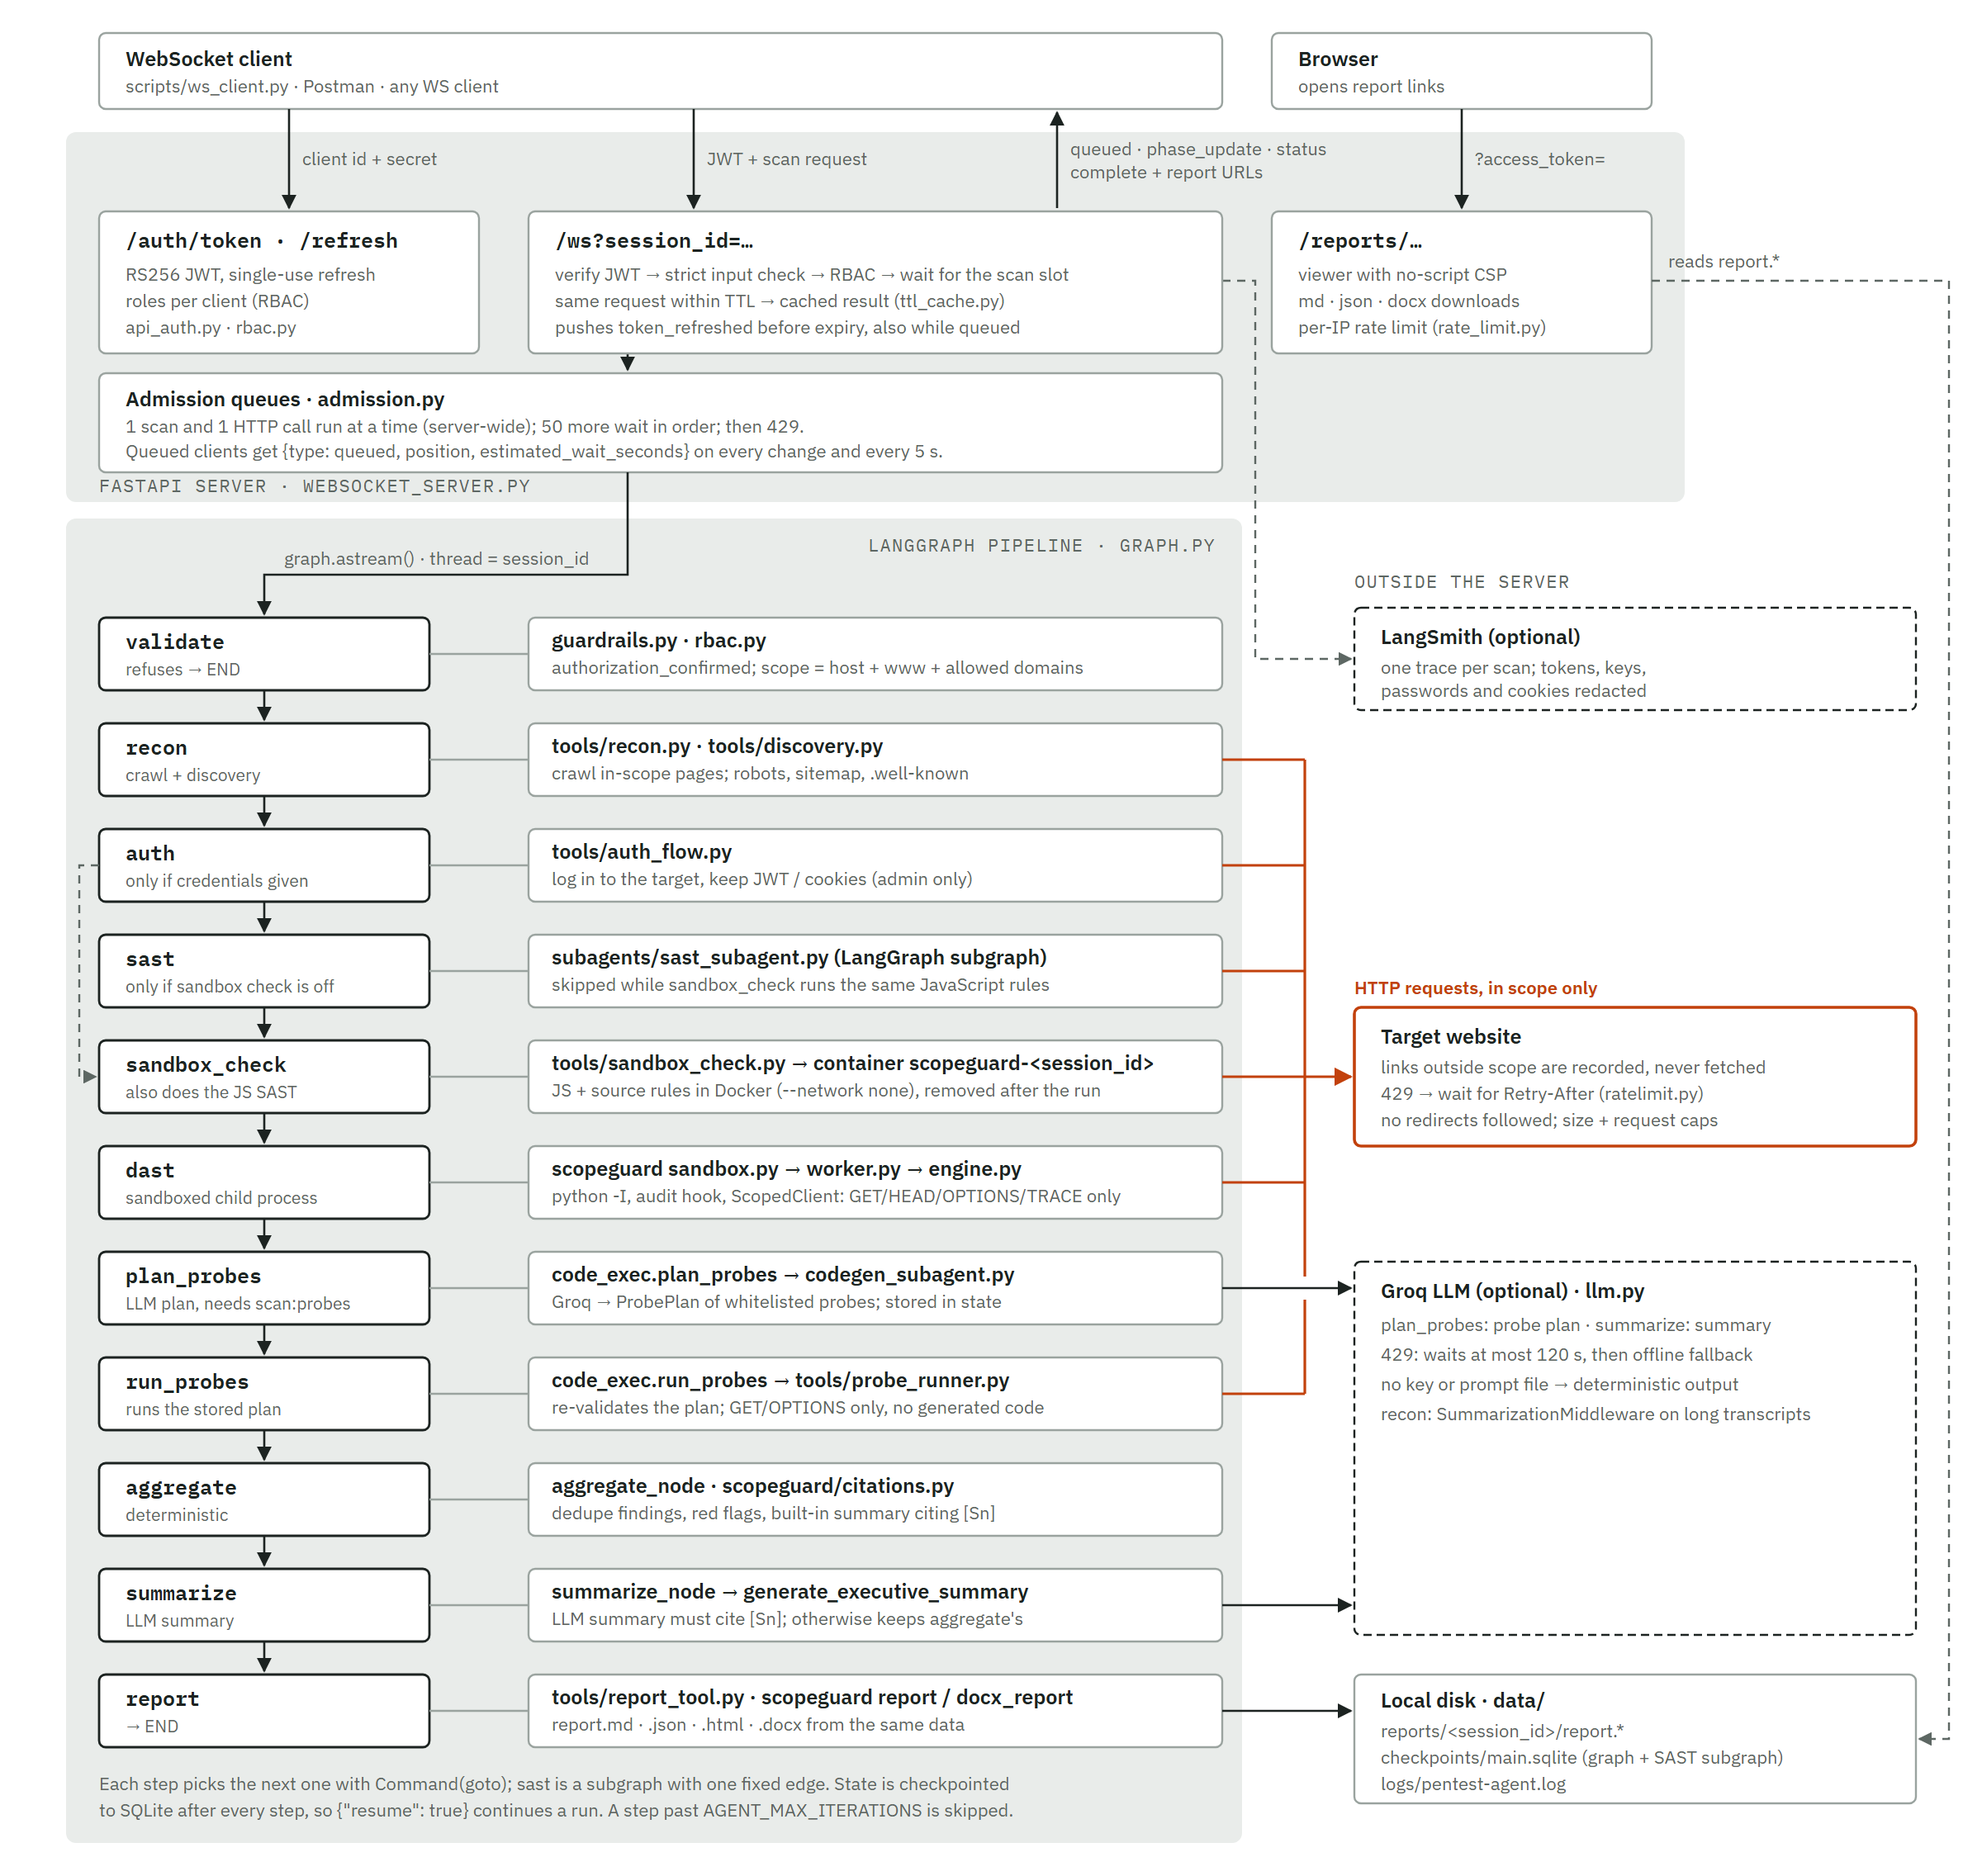 WebSocket client
scripts/ws_client.py · Postman · any WS client
Browser
opens report links
client id + secret
JWT + scan request
queued · phase_update · status
complete + report URLs
?access_token=
/auth/token · /refresh
RS256 JWT, single-use refresh
roles per client (RBAC)
api_auth.py · rbac.py
/ws?session_id=…
verify JWT → strict input check → RBAC → wait for the scan slot
same request within TTL → cached result (ttl_cache.py)
pushes token_refreshed before expiry, also while queued
/reports/…
viewer with no-script CSP
md · json · docx downloads
per-IP rate limit (rate_limit.py)
reads report.*
Admission queues · admission.py
1 scan and 1 HTTP call run at a time (server-wide); 50 more wait in order; then 429.
Queued clients get {type: queued, position, estimated_wait_seconds} on every change and every 5 s.
FASTAPI SERVER · WEBSOCKET_SERVER.PY
LANGGRAPH PIPELINE · GRAPH.PY
graph.astream() · thread = session_id
OUTSIDE THE SERVER
validate
refuses → END
guardrails.py · rbac.py
authorization_confirmed; scope = host + www + allowed domains
LangSmith (optional)
one trace per scan; tokens, keys,
passwords and cookies redacted
recon
crawl + discovery
tools/recon.py · tools/discovery.py
crawl in-scope pages; robots, sitemap, .well-known
auth
only if credentials given
tools/auth_flow.py
log in to the target, keep JWT / cookies (admin only)
sast
only if sandbox check is off
subagents/sast_subagent.py (LangGraph subgraph)
skipped while sandbox_check runs the same JavaScript rules
HTTP requests, in scope only
sandbox_check
also does the JS SAST
tools/sandbox_check.py → container scopeguard-<session_id>
JS + source rules in Docker (--network none), removed after the run
Target website
links outside scope are recorded, never fetched
429 → wait for Retry-After (ratelimit.py)
no redirects followed; size + request caps
dast
sandboxed child process
scopeguard sandbox.py → worker.py → engine.py
python -I, audit hook, ScopedClient: GET/HEAD/OPTIONS/TRACE only
plan_probes
LLM plan, needs scan:probes
code_exec.plan_probes → codegen_subagent.py
Groq → ProbePlan of whitelisted probes; stored in state
Groq LLM (optional) · llm.py
plan_probes: probe plan · summarize: summary
429: waits at most 120 s, then offline fallback
no key or prompt file → deterministic output
recon: SummarizationMiddleware on long transcripts
run_probes
runs the stored plan
code_exec.run_probes → tools/probe_runner.py
re-validates the plan; GET/OPTIONS only, no generated code
aggregate
deterministic
aggregate_node · scopeguard/citations.py
dedupe findings, red flags, built-in summary citing [Sn]
summarize
LLM summary
summarize_node → generate_executive_summary
LLM summary must cite [Sn]; otherwise keeps aggregate's
report
→ END
tools/report_tool.py · scopeguard report / docx_report
report.md · .json · .html · .docx from the same data
Local disk · data/
reports/<session_id>/report.*
checkpoints/main.sqlite (graph + SAST subgraph)
logs/pentest-agent.log
Each step picks the next one with Command(goto); sast is a subgraph with one fixed edge. State is checkpointed
to SQLite after every step, so {"resume": true} continues a run. A step past AGENT_MAX_ITERATIONS is skipped.